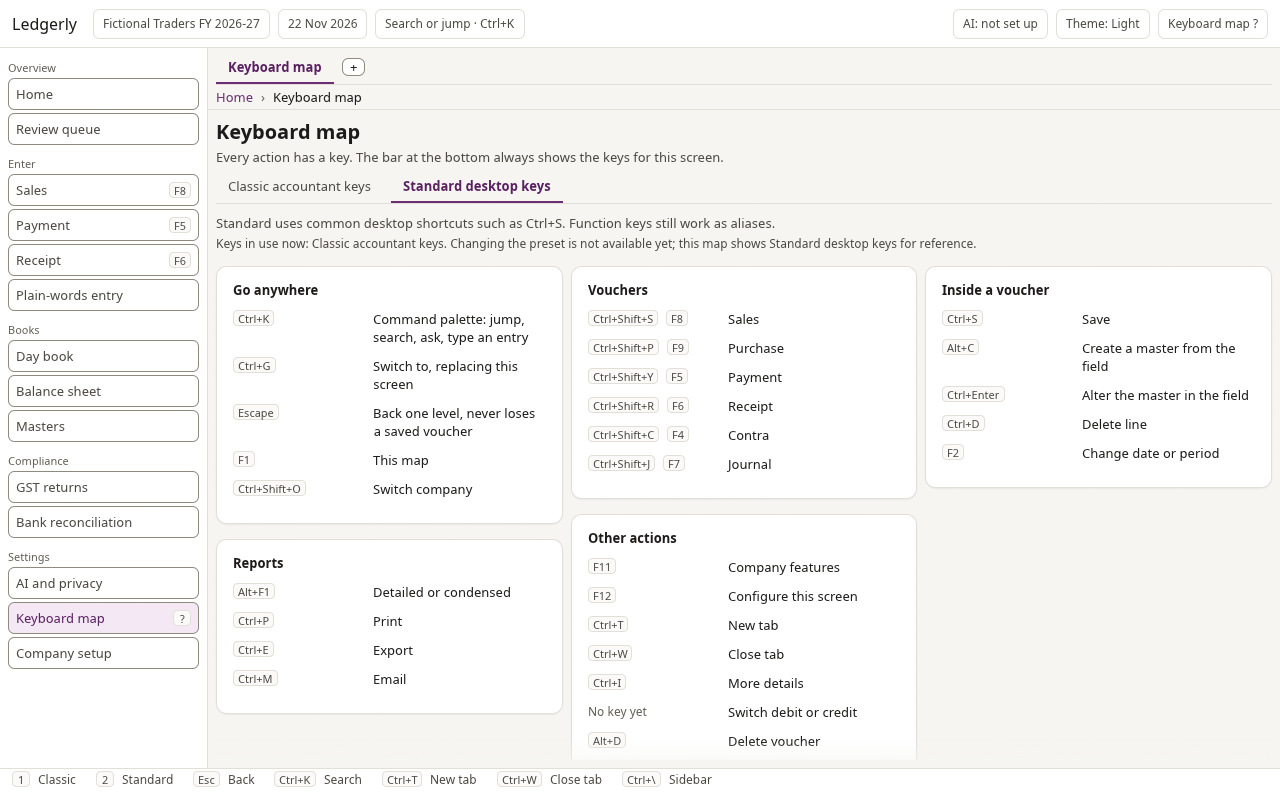 Ledgerly
Fictional Traders FY 2026-27
22 Nov 2026
Search or jump · Ctrl+K
AI: not set up
Theme: Light
Keyboard map ?
Overview
Home
Review queue
Enter
Sales F8
Payment F5
Receipt F6
Plain-words entry
Books
Day book
Balance sheet
Masters
Compliance
GST returns
Bank reconciliation
Settings
AI and privacy
Keyboard map ?
Company setup
Keyboard map +
Home › Keyboard map
Keyboard map
Every action has a key. The bar at the bottom always shows the keys for this screen.
Classic accountant keys Standard desktop keys
Standard uses common desktop shortcuts such as Ctrl+S. Function keys still work as aliases.
Keys in use now: Classic accountant keys. Changing the preset is not available yet; this map shows Standard desktop keys for reference.
Go anywhere
Ctrl+K Command palette: jump,
search, ask, type an entry
Ctrl+G Switch to, replacing this
screen
Escape Back one level, never loses
a saved voucher
F1 This map
Ctrl+Shift+O Switch company
Reports
Alt+F1 Detailed or condensed
Ctrl+P Print
Ctrl+E Export
Ctrl+M Email
Vouchers
Ctrl+Shift+S F8 Sales
Ctrl+Shift+P F9 Purchase
Ctrl+Shift+Y F5 Payment
Ctrl+Shift+R F6 Receipt
Ctrl+Shift+C F4 Contra
Ctrl+Shift+J F7 Journal
Other actions
F11 Company features
F12 Configure this screen
Ctrl+T New tab
Ctrl+W Close tab
Ctrl+I More details
No key yet Switch debit or credit
Alt+D Delete voucher
Inside a voucher
Ctrl+S Save
Alt+C Create a master from the
field
Ctrl+Enter Alter the master in the field
Ctrl+D Delete line
F2 Change date or period
1 Classic 2 Standard Esc Back Ctrl+K Search Ctrl+T New tab Ctrl+W Close tab Ctrl+\ Sidebar